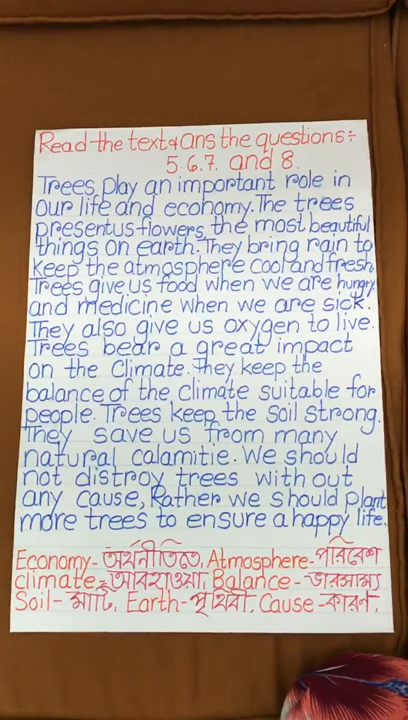 Read the text & ans the questions:-
5. 6. 7. and 8.
Trees play an important role in
our life and economy. The trees
present us flowers, the most beautiful
things on earth. They bring rain to
keep the atmosphere cool and fresh.
Trees give us food when we are hungry
and medicine when we are sick.
They also give us oxygen to live.
Trees bear a great impact
on the climate. They keep the
balance of the climate suitable for
people. Trees keep the soil strong.
They save us from many
natural calamitie. We should
not distroy trees with out
any cause, Rather we should plant
more trees to ensure a happy life.
Economy- অর্থনীতিতে, Atmosphere- পরিবেশ
climate- আবহাওয়া, Balance- ভারসাম্য
Soil- মাটি, Earth- পৃথিবী, Cause- কারণ,